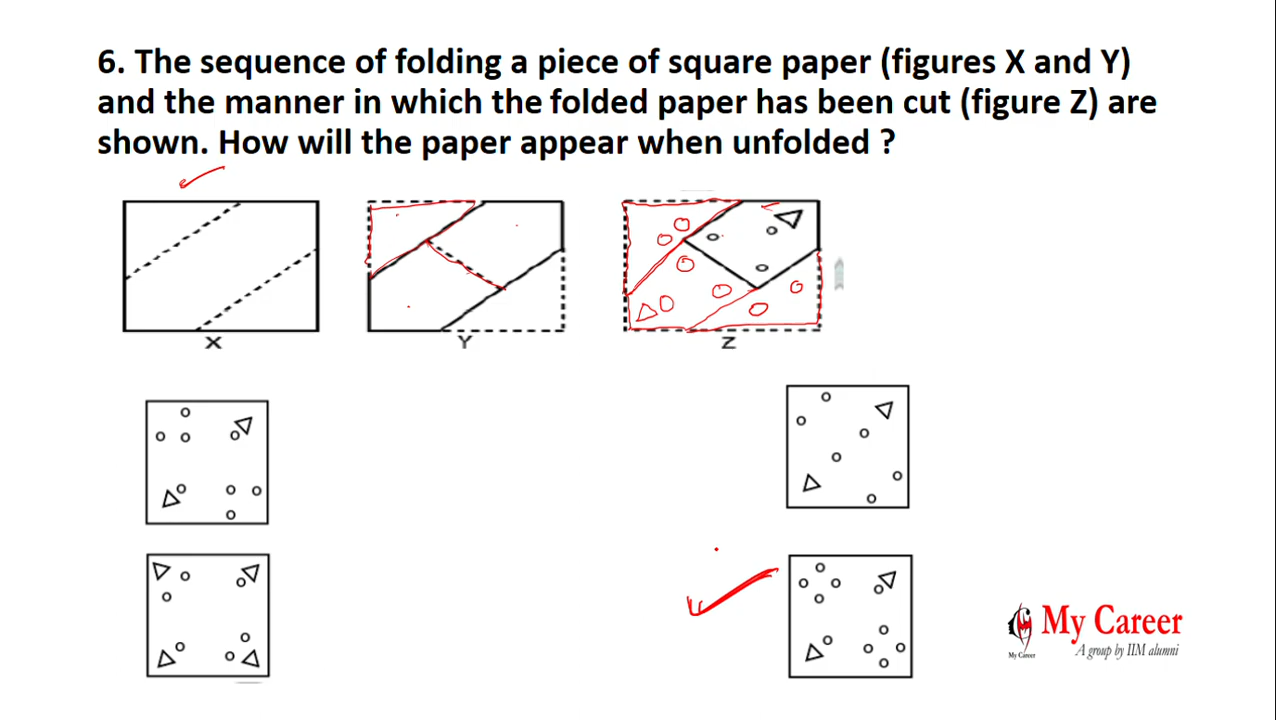 6. The sequence of folding a piece of square paper (figures X and Y)
and the manner in which the folded paper has been cut (figure Z) are
shown. How will the paper appear when unfolded ?
X
Y
Z
My Career
A group by IIM alumni
My Career